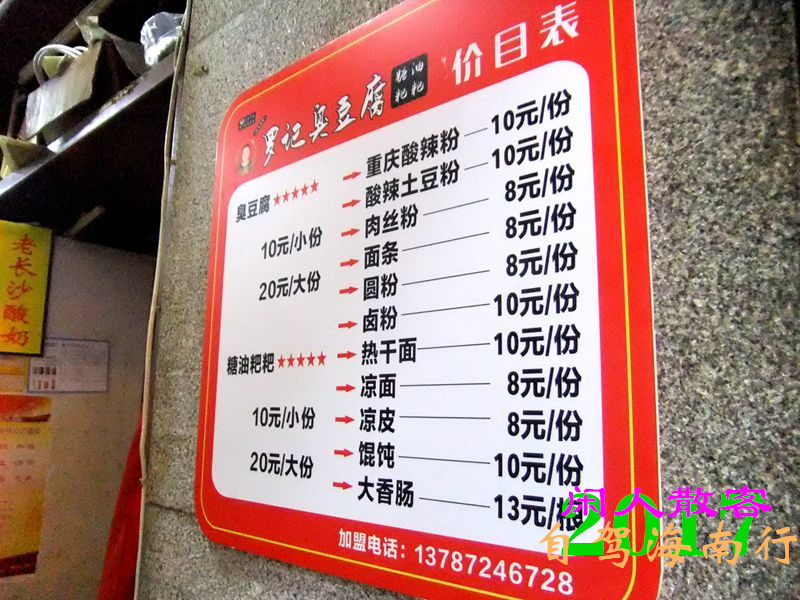 罗记臭豆腐 糖油粑粑 价目表
臭豆腐★★★★★
10元/小份
20元/大份
糖油粑粑★★★★★
10元/小份
20元/大份
重庆酸辣粉 10元/份
酸辣土豆粉 10元/份
肉丝粉 8元/份
面条 8元/份
圆粉 8元/份
卤粉 10元/份
热干面 10元/份
凉面 8元/份
凉皮 8元/份
馄饨 10元/份
大香肠 13元/根
加盟电话：13787246728
老长沙酸奶
闲人散客
2017
自驾海南行